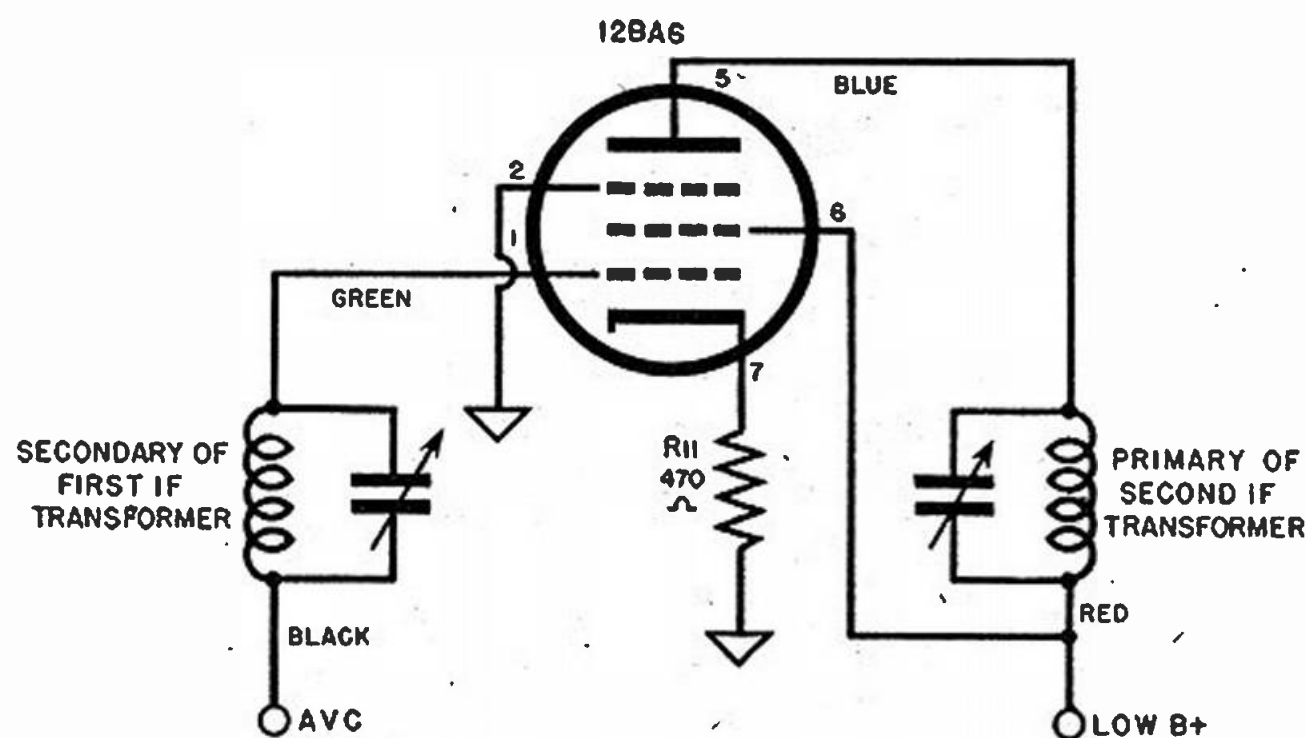 12BA6
5
BLUE
2
6
1
GREEN
7
R11
470
Ω
SECONDARY OF
FIRST IF
TRANSFORMER
PRIMARY OF
SECOND IF
TRANSFORMER
BLACK
RED
AVC
LOW B+